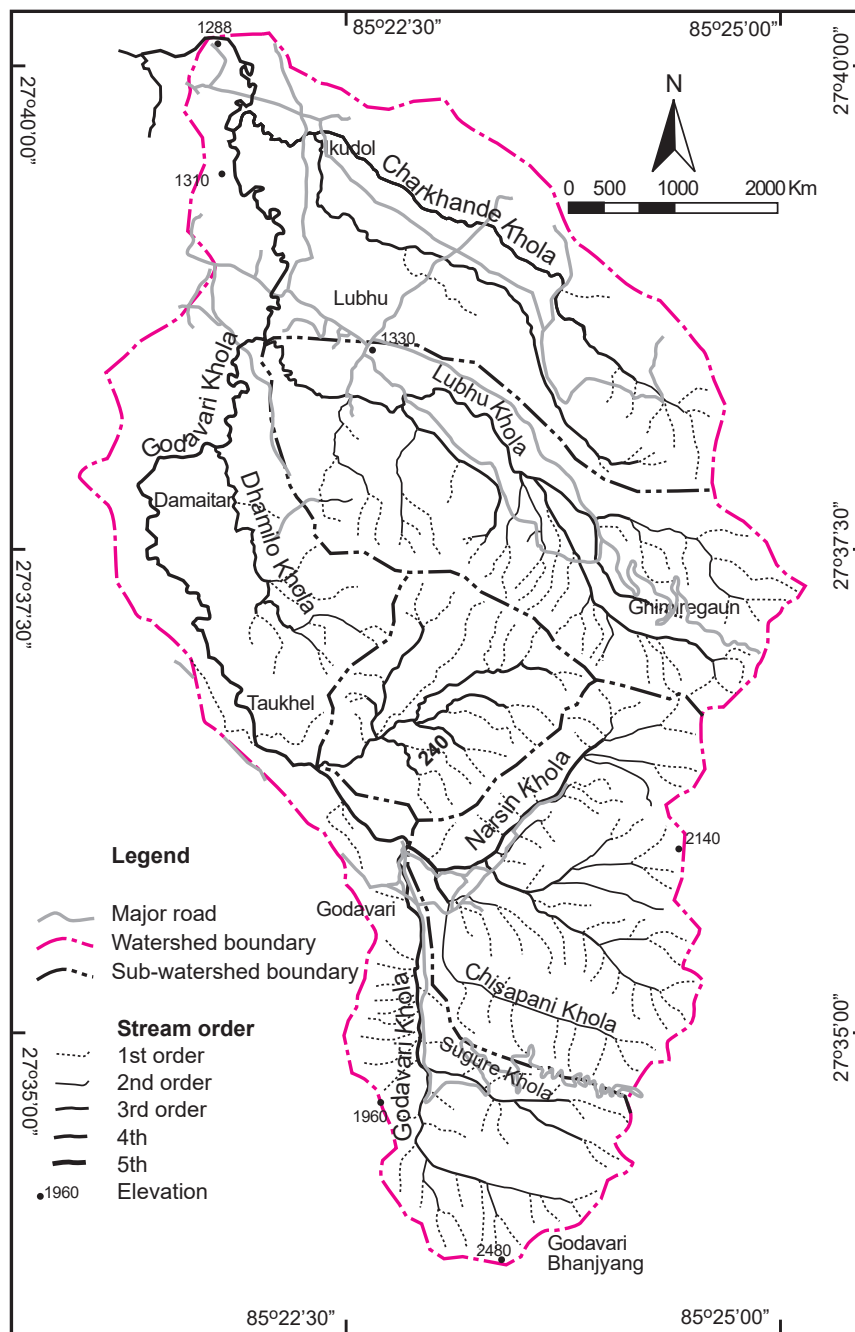 1288
85º22'30”
85º25'00”
27º40'00”
27º40'00”
N
0 500 1000 2000 Km
Ikudol
Charkhande Khola
1310
Lubhu
1330
Lubhu Khola
Godavari Khola
Damaitar
Dhamilo Khola
27º37'30”
27º37'30”
Ghimiregaun
Taukhel
240
Narsin Khola
2140
Legend
Major road
Watershed boundary
Sub-watershed boundary
Stream order
1st order
2nd order
3rd order
4th
5th
1960 Elevation
Godavari
Chisapani Khola
Godavari Khola
Sugure Khola
27º35'00”
27º35'00”
1960
2480
Godavari
Bhanjyang
85º22'30”
85º25'00”